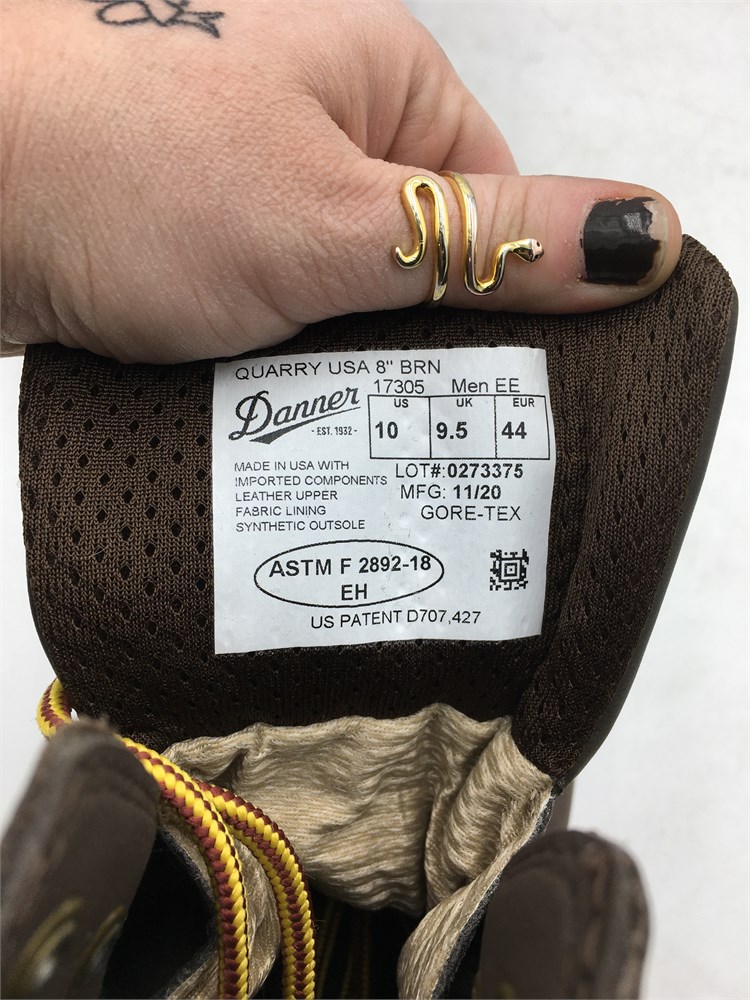 QUARRY USA 8" BRN
17305 Men EE
Danner
- EST. 1932 -
US UK EUR
10 9.5 44
MADE IN USA WITH
IMPORTED COMPONENTS
LEATHER UPPER
FABRIC LINING
SYNTHETIC OUTSOLE
LOT#:0273375
MFG: 11/20
GORE-TEX
ASTM F 2892-18
EH
US PATENT D707,427